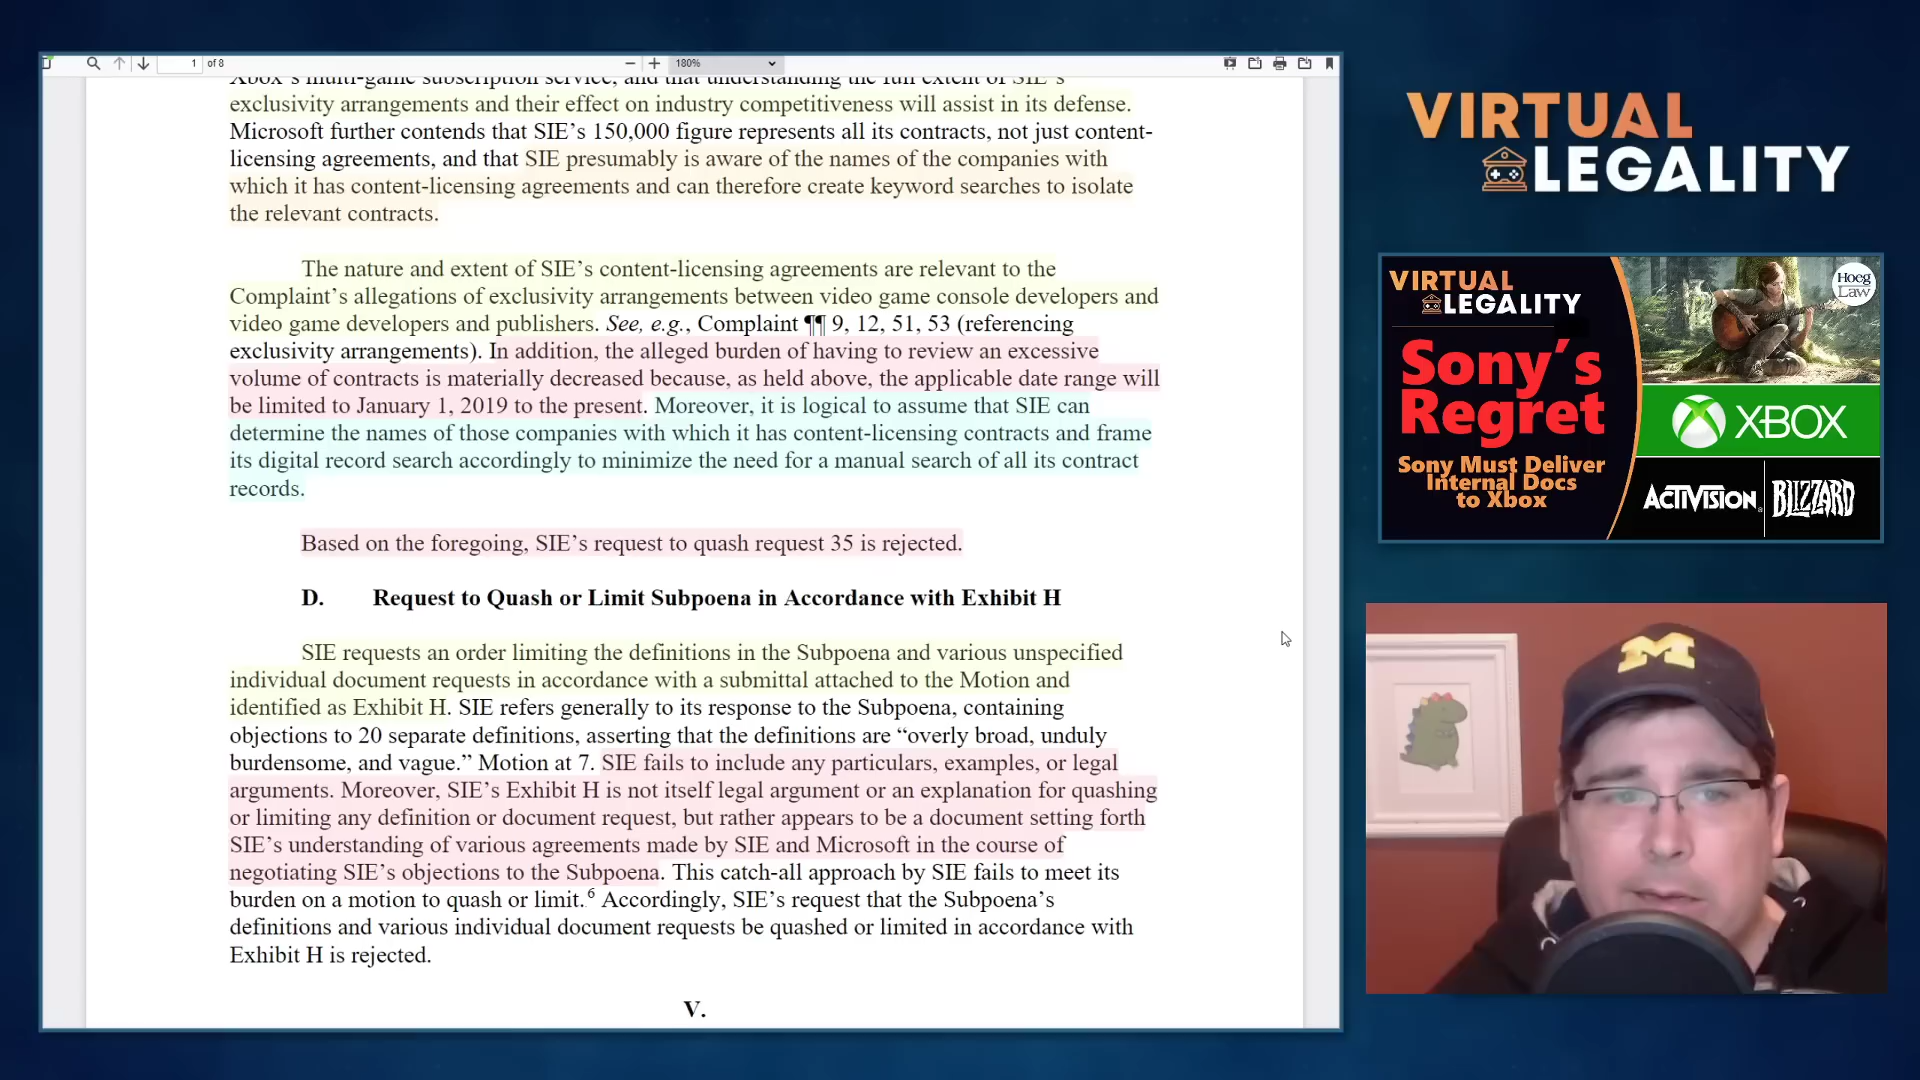 1 of 8
180%
Xbox's multi-game subscription service, and that understanding the full extent of SIE's
exclusivity arrangements and their effect on industry competitiveness will assist in its defense.
Microsoft further contends that SIE's 150,000 figure represents all its contracts, not just content-
licensing agreements, and that SIE presumably is aware of the names of the companies with
which it has content-licensing agreements and can therefore create keyword searches to isolate
the relevant contracts.
The nature and extent of SIE's content-licensing agreements are relevant to the
Complaint's allegations of exclusivity arrangements between video game console developers and
video game developers and publishers. See, e.g., Complaint ¶¶ 9, 12, 51, 53 (referencing
exclusivity arrangements). In addition, the alleged burden of having to review an excessive
volume of contracts is materially decreased because, as held above, the applicable date range will
be limited to January 1, 2019 to the present. Moreover, it is logical to assume that SIE can
determine the names of those companies with which it has content-licensing contracts and frame
its digital record search accordingly to minimize the need for a manual search of all its contract
records.
Based on the foregoing, SIE's request to quash request 35 is rejected.
D. Request to Quash or Limit Subpoena in Accordance with Exhibit H
SIE requests an order limiting the definitions in the Subpoena and various unspecified
individual document requests in accordance with a submittal attached to the Motion and
identified as Exhibit H. SIE refers generally to its response to the Subpoena, containing
objections to 20 separate definitions, asserting that the definitions are “overly broad, unduly
burdensome, and vague.” Motion at 7. SIE fails to include any particulars, examples, or legal
arguments. Moreover, SIE's Exhibit H is not itself legal argument or an explanation for quashing
or limiting any definition or document request, but rather appears to be a document setting forth
SIE's understanding of various agreements made by SIE and Microsoft in the course of
negotiating SIE's objections to the Subpoena. This catch-all approach by SIE fails to meet its
burden on a motion to quash or limit.6 Accordingly, SIE's request that the Subpoena's
definitions and various individual document requests be quashed or limited in accordance with
Exhibit H is rejected.
V.
VIRTUAL
LEGALITY
VIRTUAL
LEGALITY
Hoeg
Law
Sony's
Regret
Sony Must Deliver
Internal Docs
to Xbox
XBOX
ACTIVISION
BLIZZARD
M